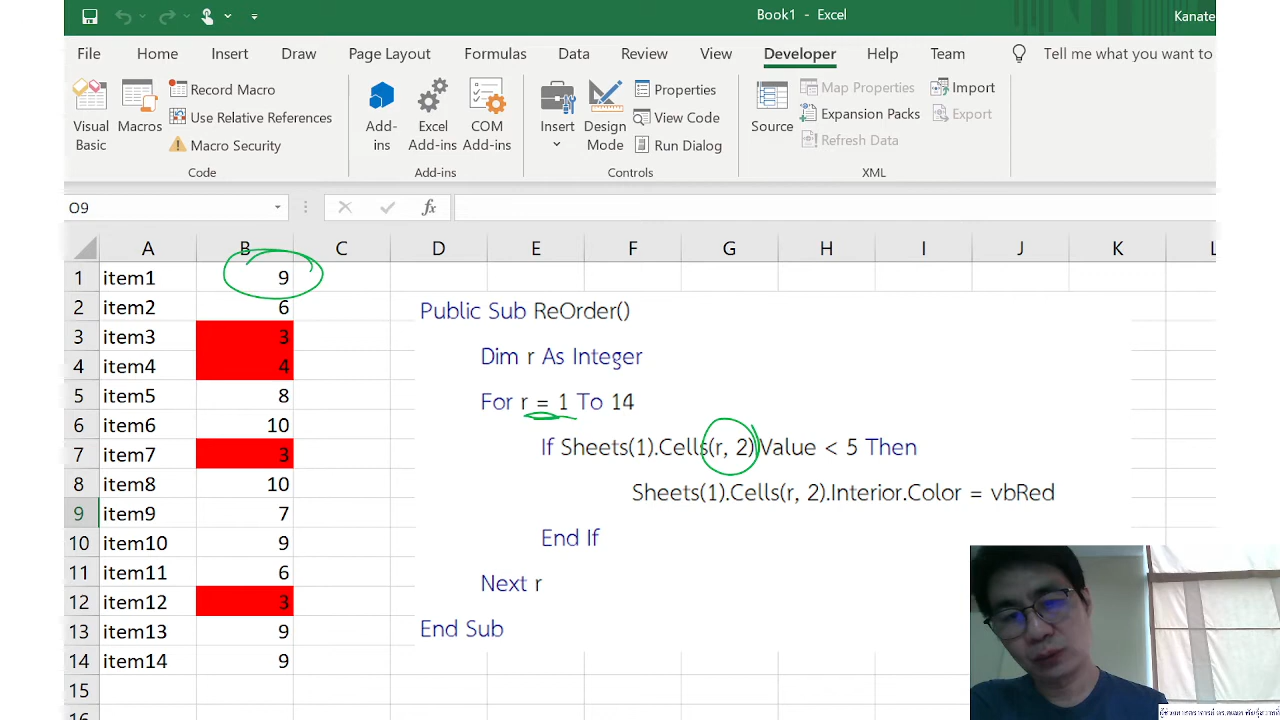 Book1 - Excel
Kanate
File Home Insert Draw Page Layout Formulas Data Review View Developer Help Team Tell me what you want to
Visual Basic
Macros
Record Macro
Use Relative References
Macro Security
Code
Add-ins
Excel Add-ins
COM Add-ins
Add-ins
Insert
Design Mode
Properties
View Code
Run Dialog
Controls
Source
Map Properties
Expansion Packs
Refresh Data
Import
Export
XML
O9
fx
A B C D E F G H I J K L
1 item1 9
2 item2 6
3 item3 3
4 item4 4
5 item5 8
6 item6 10
7 item7 3
8 item8 10
9 item9 7
10 item10 9
11 item11 6
12 item12 3
13 item13 9
14 item14 9
15
16
Public Sub ReOrder()
Dim r As Integer
For r = 1 To 14
If Sheets(1).Cells(r, 2).Value < 5 Then
Sheets(1).Cells(r, 2).Interior.Color = vbRed
End If
Next r
End Sub